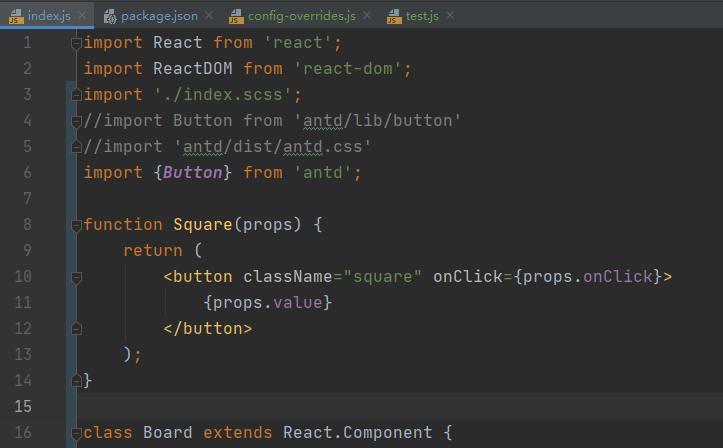 index.js package.json config-overrides.js test.js
1 import React from 'react';
2 import ReactDOM from 'react-dom';
3 import './index.scss';
4 //import Button from 'antd/lib/button'
5 //import 'antd/dist/antd.css'
6 import {Button} from 'antd';
7
8 function Square(props) {
9 return (
10 <button className="square" onClick={props.onClick}>
11 {props.value}
12 </button>
13 );
14 }
15
16 class Board extends React.Component {